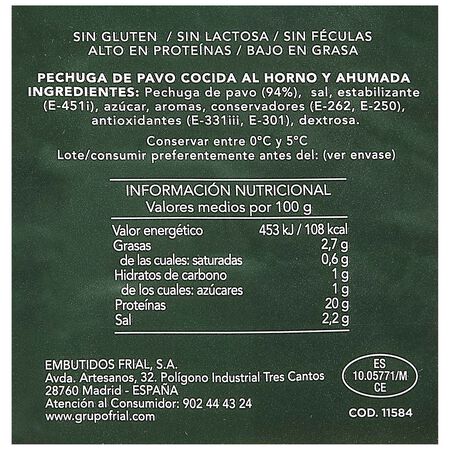 SIN GLUTEN / SIN LACTOSA / SIN FÉCULAS
ALTO EN PROTEÍNAS / BAJO EN GRASA
PECHUGA DE PAVO COCIDA AL HORNO Y AHUMADA
INGREDIENTES: Pechuga de pavo (94%), sal, estabilizante
(E-451i), azúcar, aromas, conservadores (E-262, E-250),
antioxidantes (E-331iii, E-301), dextrosa.
Conservar entre 0ºC y 5ºC
Lote/consumir preferentemente antes del: (ver envase)
INFORMACIÓN NUTRICIONAL
Valores medios por 100 g
Valor energético 453 kJ / 108 kcal
Grasas 2,7 g
de las cuales: saturadas 0,6 g
Hidratos de carbono 1 g
de los cuales: azúcares 1 g
Proteínas 20 g
Sal 2,2 g
EMBUTIDOS FRIAL, S.A.
Avda. Artesanos, 32. Polígono Industrial Tres Cantos
28760 Madrid - ESPAÑA
Atención al Consumidor: 902 44 43 24
www.grupofrial.com
ES
10.05771/M
CE
COD. 11584